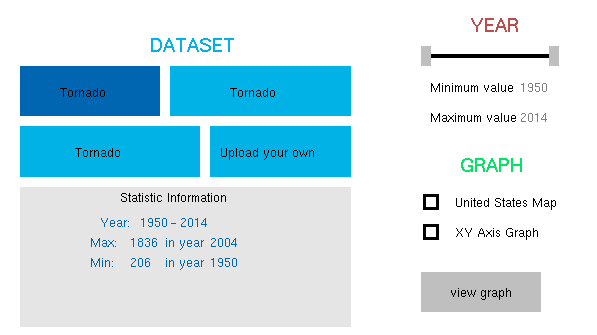 DATASET
Tornado
Tornado
Tornado
Upload your own
Statistic Information
Year: 1950 – 2014
Max: 1836 in year 2004
Min: 206 in year 1950
YEAR
Minimum value 1950
Maximum value 2014
GRAPH
United States Map
XY Axis Graph
view graph